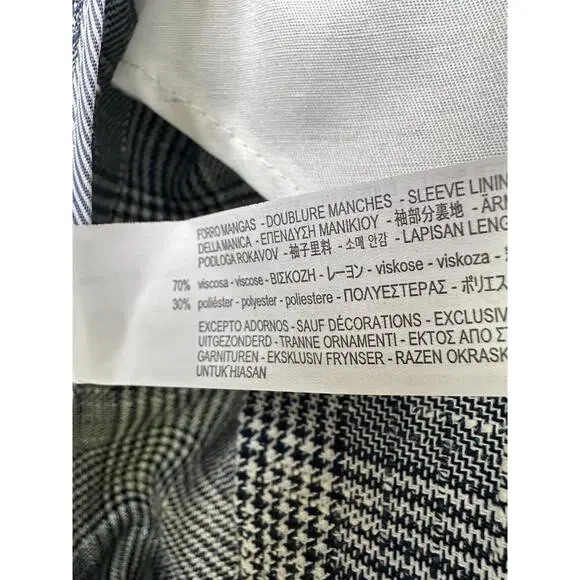 FORRO MANGAS - DOUBLURE MANCHES - SLEEVE LINING
DELLA MANICA - ΕΠΕΝΔΥΣΗ ΜΑΝΙΚΙΟΥ - 袖部分裏地 - ÄRM
PODLOGA ROKAVOV - 袖子里料 - 소매 안감 - LAPISAN LENG
70% viscosa - viscose - ΒΙΣΚΟΖΗ - レーヨン - viskose - viskoza -
30% poliéster - polyester - poliestere - ΠΟΛΥΕΣΤΕΡΑΣ - ポリエス
EXCEPTO ADORNOS - SAUF DÉCORATIONS - EXCLUSIV
UITGEZONDERD - TRANNE ORNAMENTI - ΕΚΤΟΣ ΑΠΟ ΣΤ
GARNITUREN - EKSKLUSIV FRYNSER - RAZEN OKRASK
UNTUK HIASAN